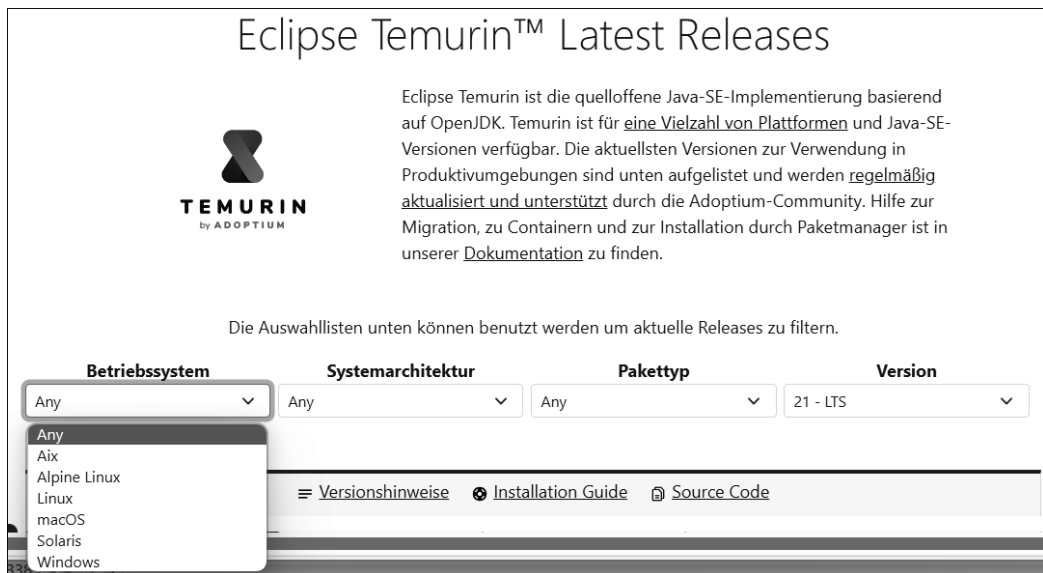 Eclipse Temurin™ Latest Releases
Eclipse Temurin ist die quelloffene Java-SE-Implementierung basierend
auf OpenJDK. Temurin ist für eine Vielzahl von Plattformen und Java-SE-
Versionen verfügbar. Die aktuellsten Versionen zur Verwendung in
Produktivumgebungen sind unten aufgelistet und werden regelmäßig
aktualisiert und unterstützt durch die Adoptium-Community. Hilfe zur
Migration, zu Containern und zur Installation durch Paketmanager ist in
unserer Dokumentation zu finden.
TEMURIN
by ADOPTIUM
Die Auswahllisten unten können benutzt werden um aktuelle Releases zu filtern.
Betriebssystem Systemarchitektur Pakettyp Version
Any Any Any 21 - LTS
Any
Aix
Alpine Linux
Linux
macOS
Solaris
Windows
Versionshinweise Installation Guide Source Code